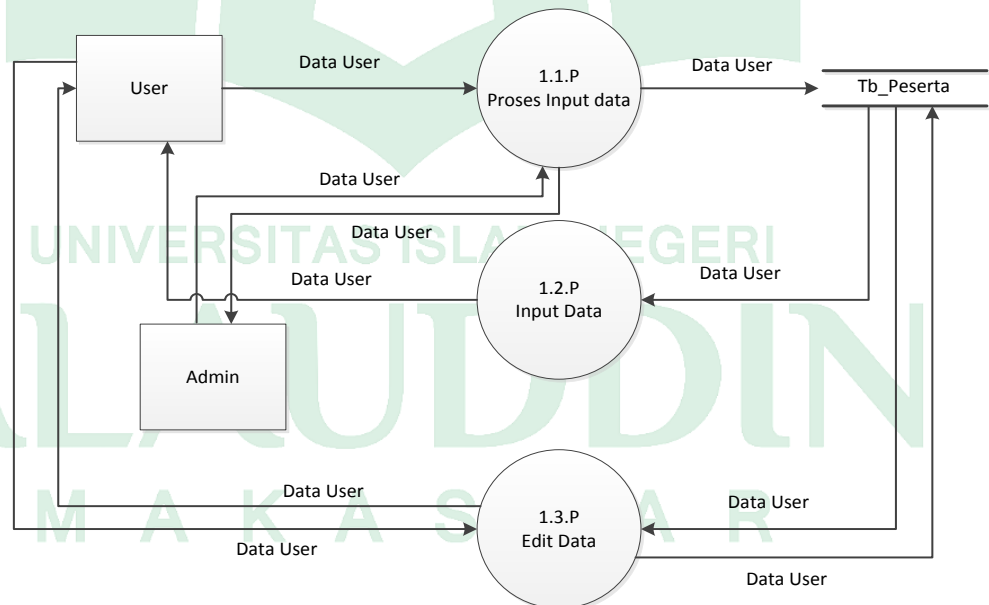 User
Data User
1.1.P
Proses Input data
Data User
Tb_Peserta
Data User
Data User
UNIVERSITAS ISLA NEGERI
Data User
1.2.P
Input Data
Data User
Admin
ALAUDDIN
Data User
1.3.P
Edit Data
Data User
Data User
Data User
M A K A S A R